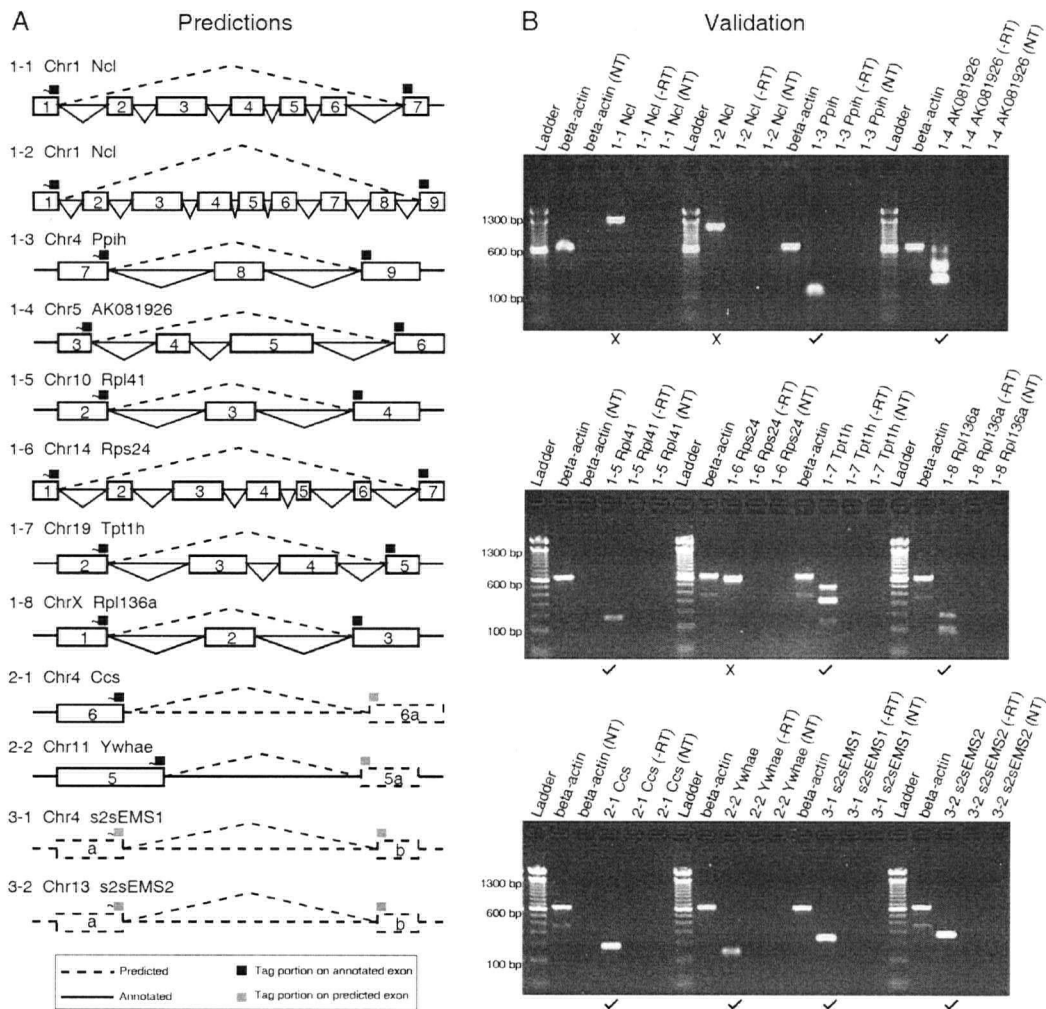 A Predictions
1-1 Chr1 Ncl
1 2 3 4 5 6 7
1-2 Chr1 Ncl
1 2 3 4 5 6 7 8 9
1-3 Chr4 Ppih
7 8 9
1-4 Chr5 AK081926
3 4 5 6
1-5 Chr10 Rpl41
2 3 4
1-6 Chr14 Rps24
1 2 3 4 5 6 7
1-7 Chr19 Tpt1h
2 3 4 5
1-8 ChrX Rpl136a
1 2 3
2-1 Chr4 Ccs
6 6a
2-2 Chr11 Ywhae
5 5a
3-1 Chr4 s2sEMS1
a b
3-2 Chr13 s2sEMS2
a b
Predicted
Tag portion on annotated exon
Annotated
Tag portion on predicted exon
B Validation
Ladder
beta-actin
beta-actin (NT)
1-1 Ncl
1-1 Ncl (-RT)
1-1 Ncl (NT)
Ladder
1-2 Ncl
1-2 Ncl (-RT)
1-2 Ncl (NT)
beta-actin
1-3 Ppih
1-3 Ppih (-RT)
1-3 Ppih (NT)
Ladder
beta-actin
1-4 AK081926
1-4 AK081926 (-RT)
1-4 AK081926 (NT)
1300 bp
600 bp
100 bp
X X ✓ ✓
Ladder
beta-actin
beta-actin (NT)
1-5 Rpl41
1-5 Rpl41 (-RT)
1-5 Rpl41 (NT)
Ladder
beta-actin
1-6 Rps24
1-6 Rps24 (-RT)
1-6 Rps24 (NT)
beta-actin
1-7 Tpt1h
1-7 Tpt1h (-RT)
1-7 Tpt1h (NT)
Ladder
beta-actin
1-8 Rpl136a
1-8 Rpl136a (-RT)
1-8 Rpl136a (NT)
1300 bp
600 bp
100 bp
✓ X ✓ ✓
Ladder
beta-actin
beta-actin (NT)
2-1 Ccs
2-1 Ccs (-RT)
2-1 Ccs (NT)
Ladder
beta-actin
2-2 Ywhae
2-2 Ywhae (-RT)
2-2 Ywhae (NT)
beta-actin
3-1 s2sEMS1
3-1 s2sEMS1 (-RT)
3-1 s2sEMS1 (NT)
Ladder
beta-actin
3-2 s2sEMS2
3-2 s2sEMS2 (-RT)
3-2 s2sEMS2 (NT)
1300 bp
600 bp
100 bp
✓ ✓ ✓ ✓